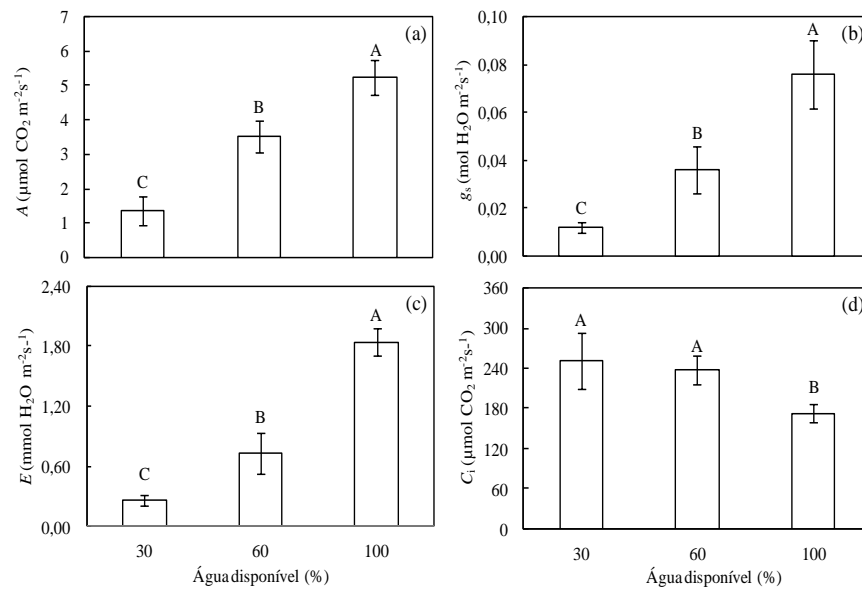 7
6
5
4
3
2
1
0
A (µmol CO₂ m⁻²s⁻¹)
(a)
C
B
A
0,10
0,08
0,06
0,04
0,02
0,00
gₛ (mol H₂O m⁻²s⁻¹)
(b)
C
B
A
2,40
1,80
1,20
0,60
0,00
E (mmol H₂O m⁻²s-¹)
(c)
C
B
A
30 60 100
Água disponível (%)
360
300
240
180
120
60
0
Cᵢ (µmol CO₂ m⁻²s-¹)
(d)
A
A
B
30 60 100
Água disponível (%)